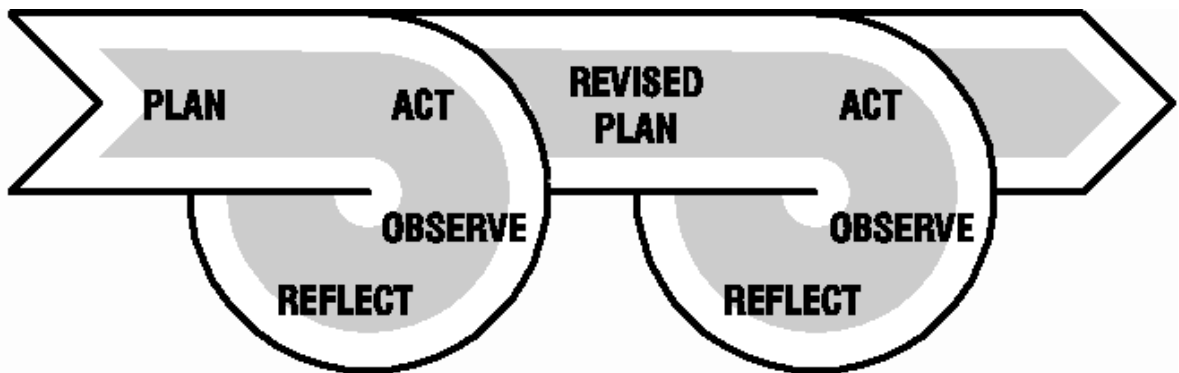 PLAN
ACT
OBSERVE
REFLECT
REVISED
PLAN
ACT
OBSERVE
REFLECT